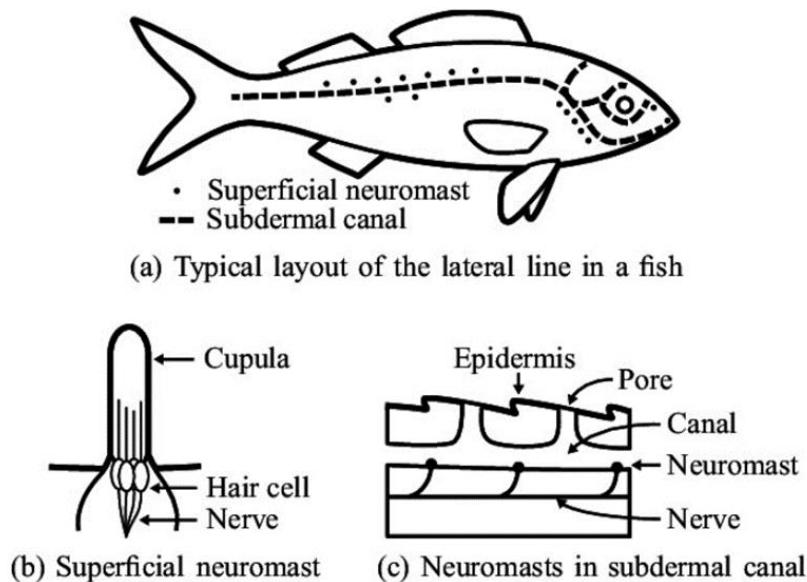 Superficial neuromast
Subdermal canal
(a) Typical layout of the lateral line in a fish
Cupula
Hair cell
Nerve
(b) Superficial neuromast
Epidermis
Pore
Canal
Neuromast
Nerve
(c) Neuromasts in subdermal canal